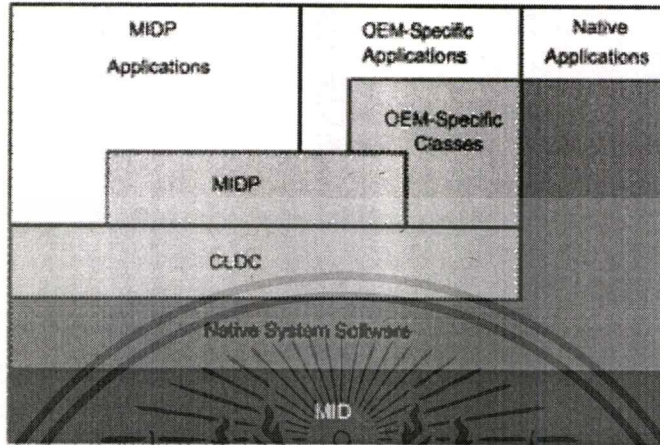 MIDP
Applications
OEM-Specific
Applications
Native
Applications
OEM-Specific
Classes
MIDP
CLDC
Native System Software
MID